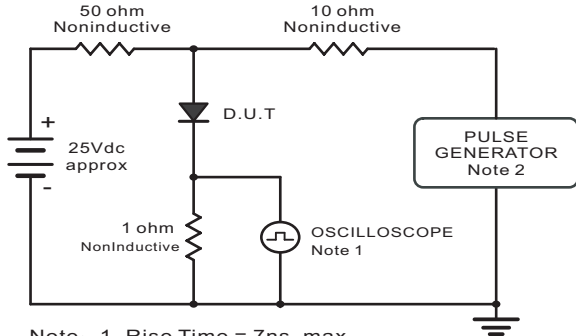 50 ohm
Noninductive
10 ohm
Noninductive
D.U.T
+
25Vdc
approx
-
PULSE
GENERATOR
Note 2
1 ohm
NonInductive
OSCILLOSCOPE
Note 1
Note 1. Rise Time = 7ns, max.